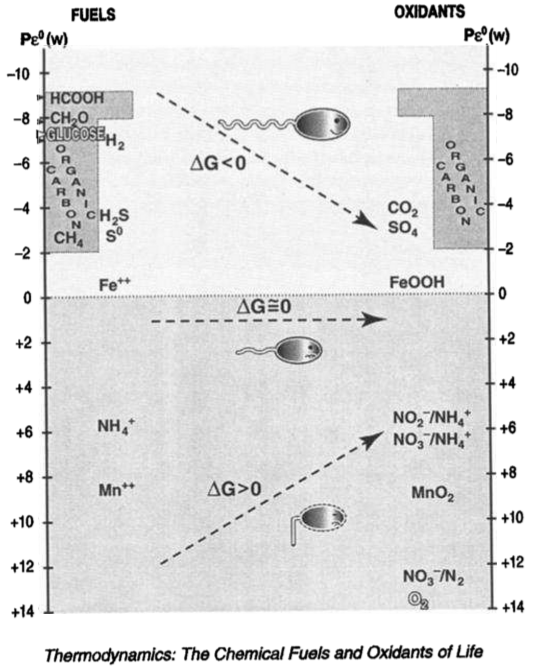 FUELS
OXIDANTS
Pε⁰(w)
Pε⁰(w)
−10
−10
HCOOH
−8
−8
CH₂O
GLUCOSE
H₂
−6
−6
ORGANIC
CARBON
ORGANIC
CARBON
ΔG<0
−4
−4
H₂S
CO₂
S⁰
SO₄
CH₄
−2
−2
Fe⁺⁺
FeOOH
0
0
ΔG≅0
+2
+2
+4
+4
NH₄⁺
NO₂⁻/NH₄⁺
+6
+6
NO₃⁻/NH₄⁺
+8
+8
Mn⁺⁺
ΔG>0
MnO₂
+10
+10
+12
+12
NO₃⁻/N₂
O₂
+14
+14
Thermodynamics: The Chemical Fuels and Oxidants of Life